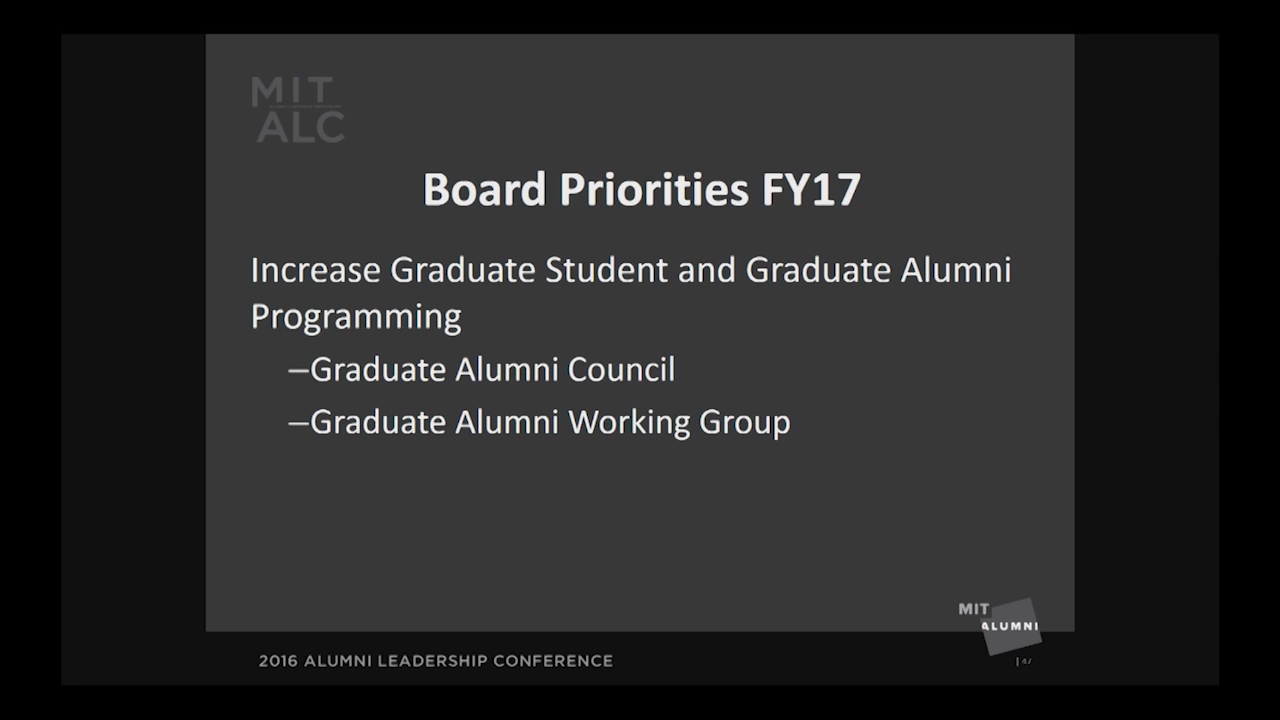 MIT
ALC
Board Priorities FY17
Increase Graduate Student and Graduate Alumni
Programming
–Graduate Alumni Council
–Graduate Alumni Working Group
MIT
ALUMNI
2016 ALUMNI LEADERSHIP CONFERENCE